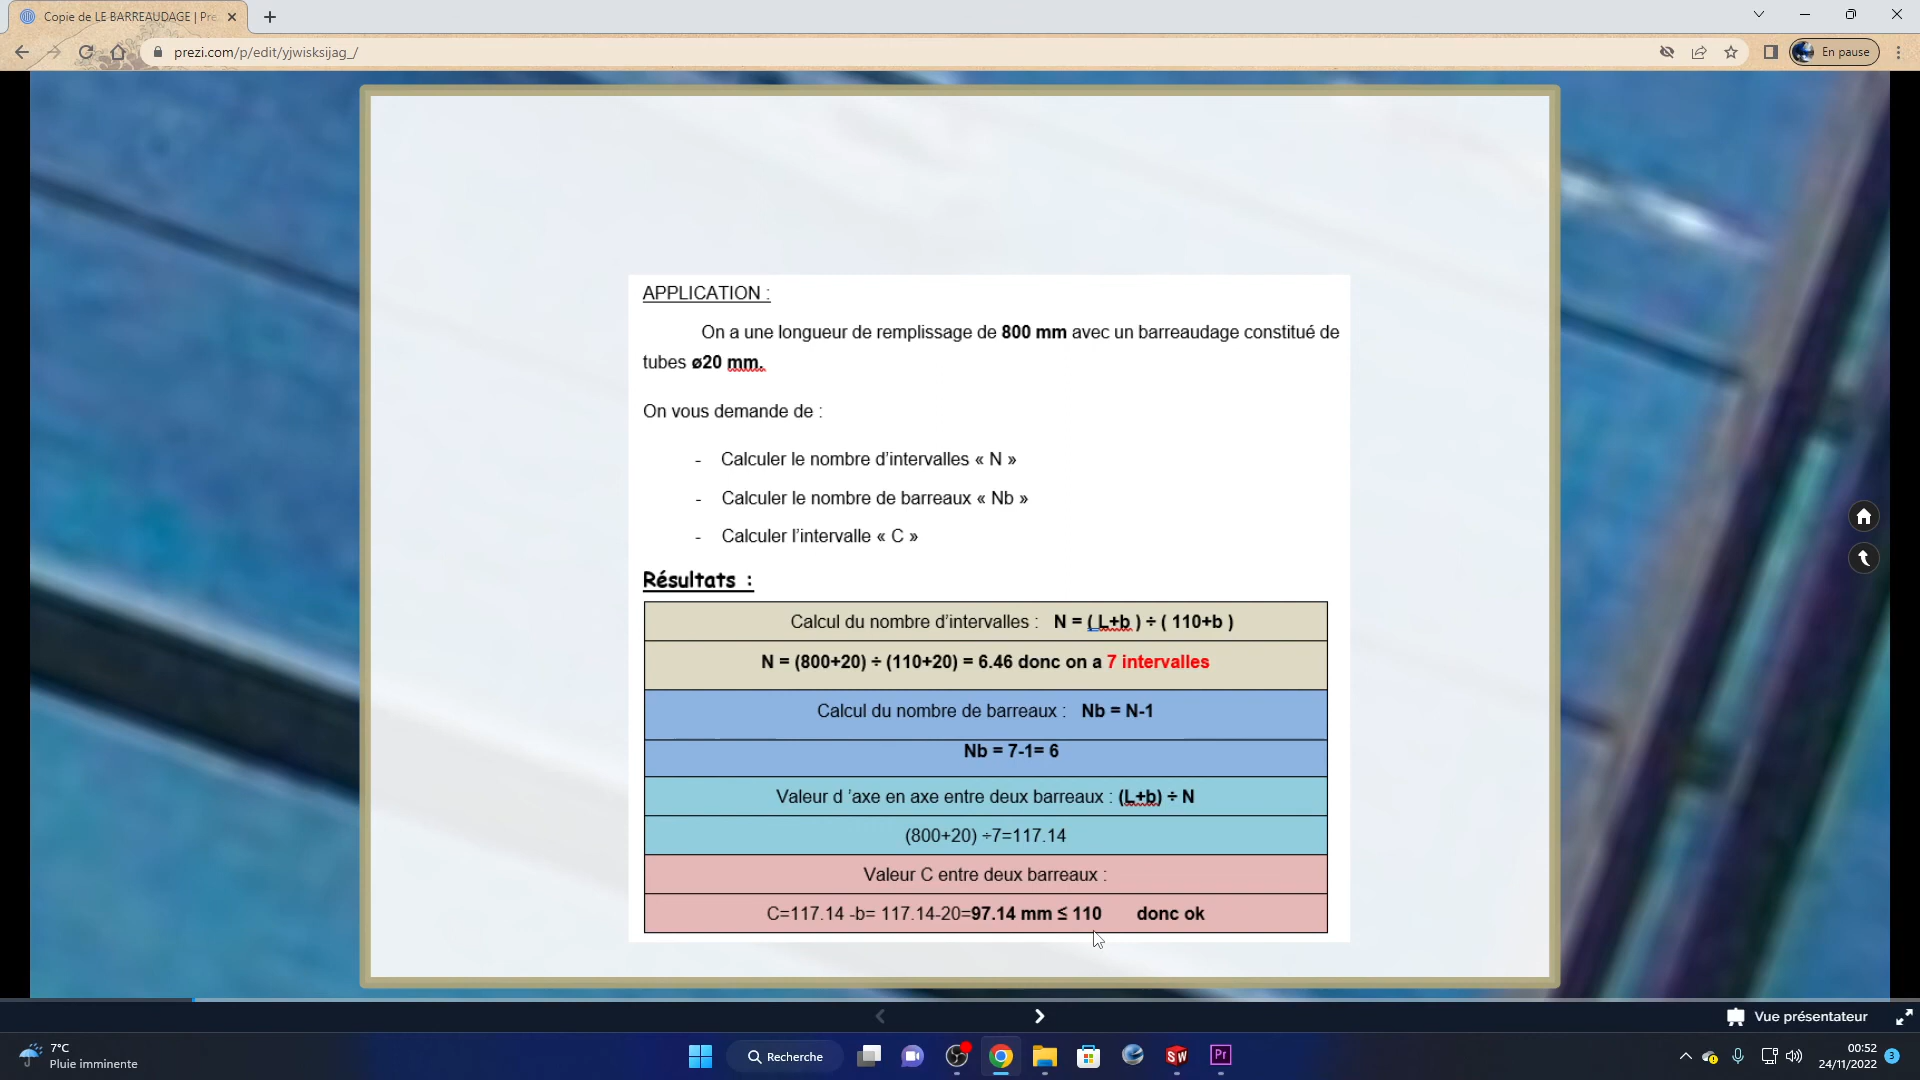 Copie de LE BARREAUDAGE | Pre
prezi.com/p/edit/yjwisksijag_/
En pause
APPLICATION :
On a une longueur de remplissage de 800 mm avec un barreaudage constitué de
tubes ø20 mm.
On vous demande de :
- Calculer le nombre d'intervalles « N »
- Calculer le nombre de barreaux « Nb »
- Calculer l'intervalle « C »
Résultats :
Calcul du nombre d'intervalles : N = ( L+b ) ÷ ( 110+b )
N = (800+20) ÷ (110+20) = 6.46 donc on a 7 intervalles
Calcul du nombre de barreaux : Nb = N-1
Nb = 7-1= 6
Valeur d 'axe en axe entre deux barreaux : (L+b) ÷ N
(800+20) ÷7=117.14
Valeur C entre deux barreaux :
C=117.14 -b= 117.14-20=97.14 mm ≤ 110 donc ok
Vue présentateur
7°C
Pluie imminente
Recherche
SW
Pr
00:52
24/11/2022
3